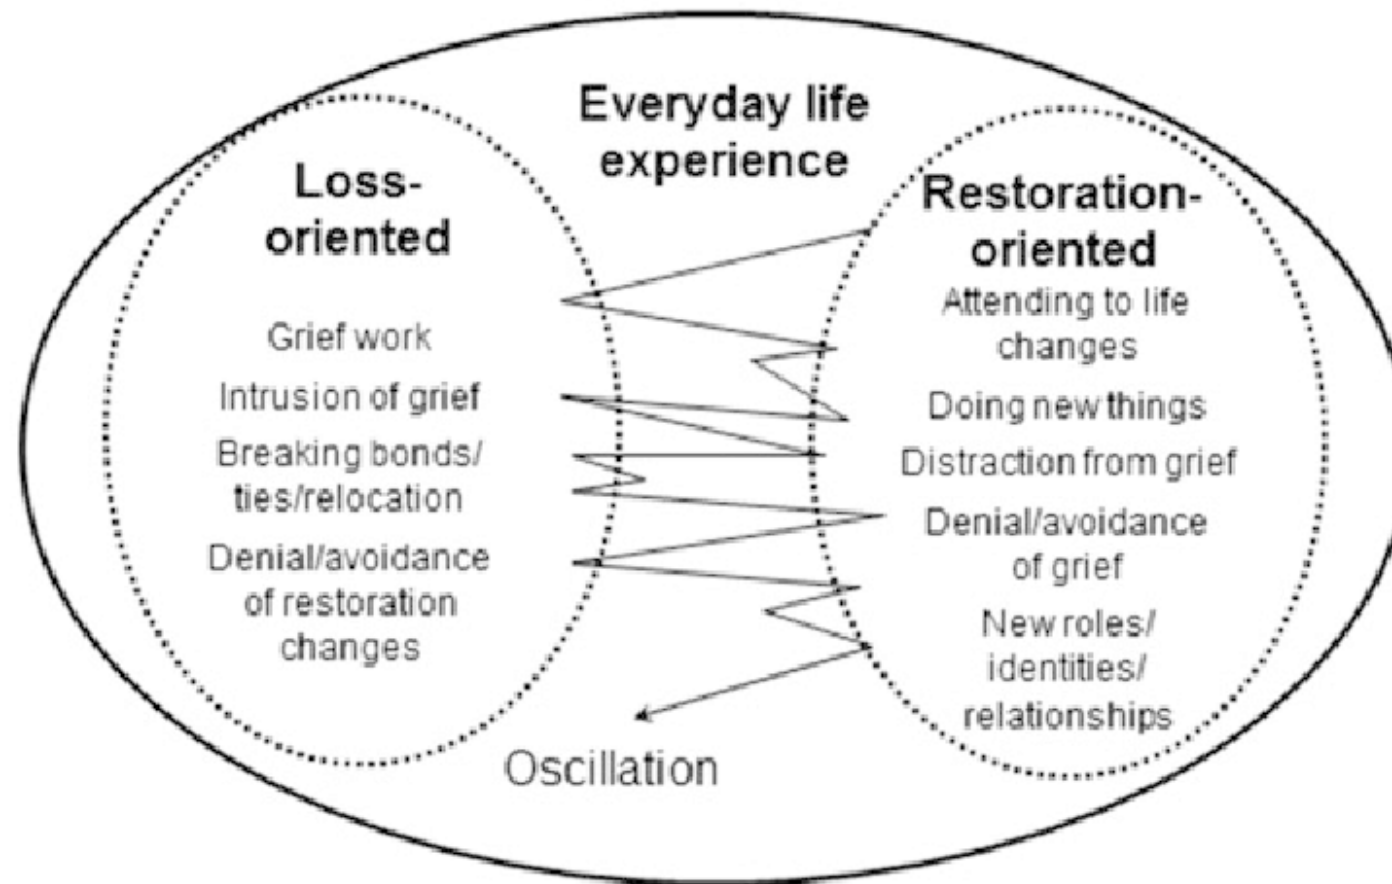 Everyday life
experience
Loss-
oriented
Grief work
Intrusion of grief
Breaking bonds/
ties/relocation
Denial/avoidance
of restoration
changes
Restoration-
oriented
Attending to life
changes
Doing new things
Distraction from grief
Denial/avoidance
of grief
New roles/
identities/
relationships
Oscillation